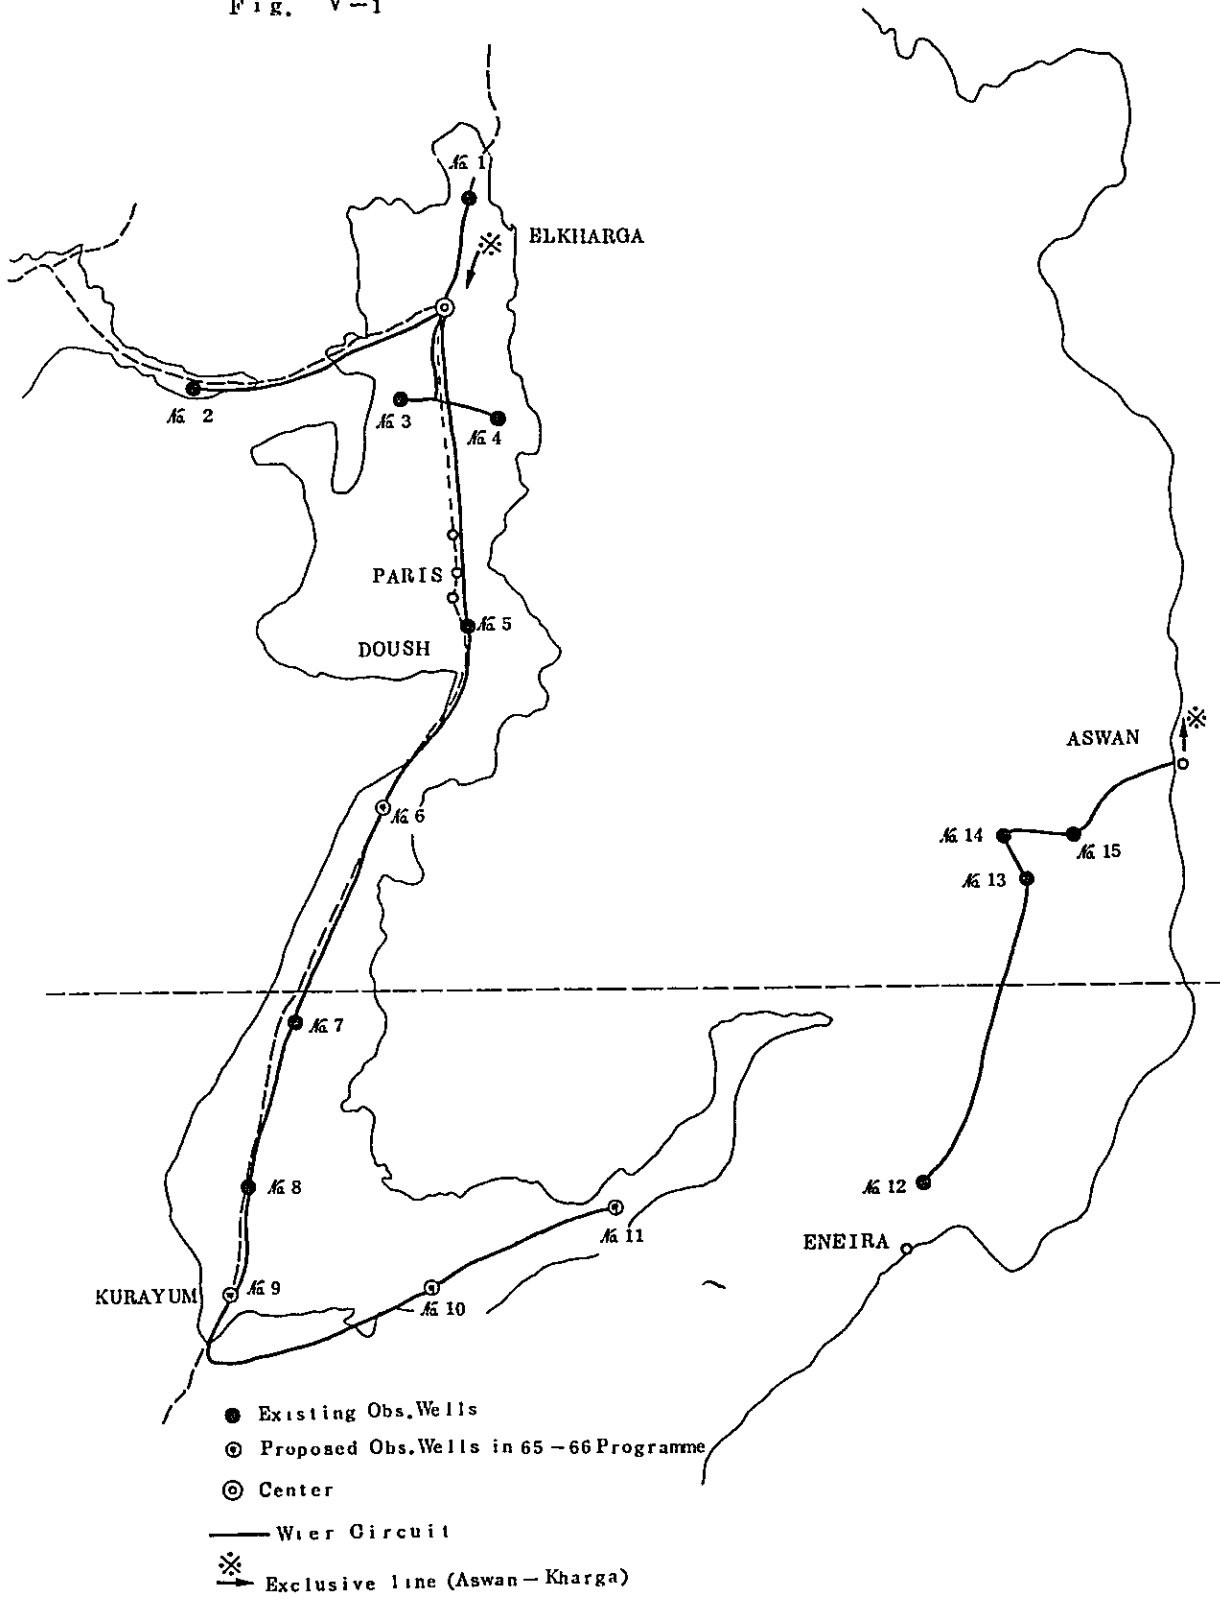 Fig. V-1
№ 1
※
ELKHARGA
№ 2
№ 3
№ 4
PARIS
№ 5
DOUSH
№ 6
※
ASWAN
№ 14
№ 15
№ 13
№ 7
№ 8
№ 12
№ 11
ENEIRA
№ 9
KURAYUM
№ 10
Existing Obs. Wells
Proposed Obs. Wells in 65-66 Programme
Center
Wier Circuit
※
Exclusive line (Aswan - Kharga)